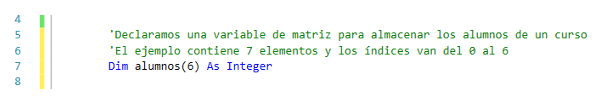 4
5 'Declaramos una variable de matriz para almacenar los alumnos de un curso
6 'El ejemplo contiene 7 elementos y los índices van del 0 al 6
7 Dim alumnos(6) As Integer
8